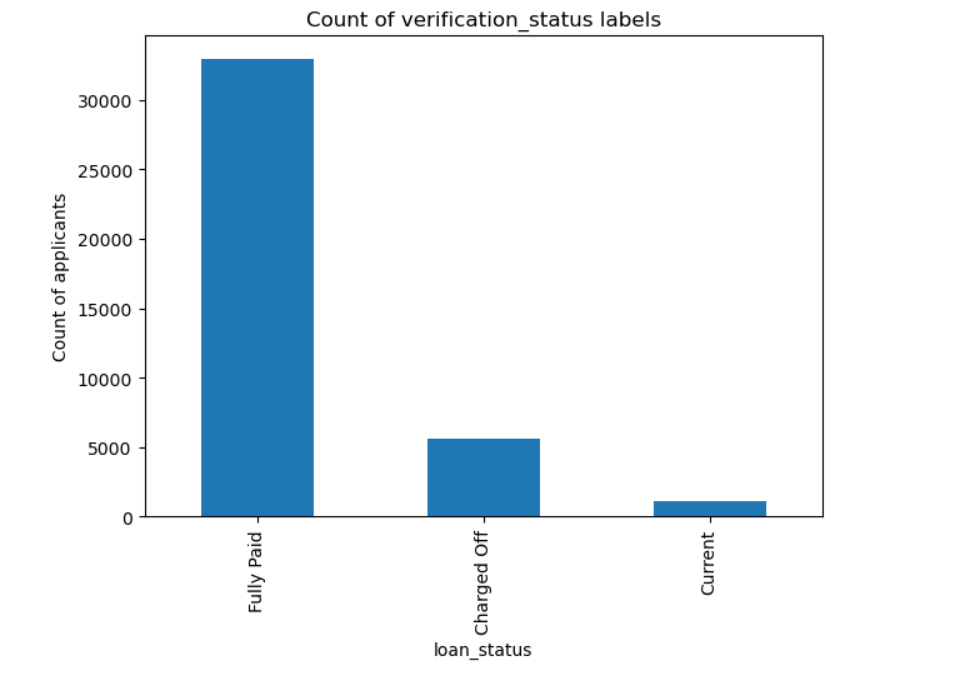 Count of verification_status labels
Count of applicants
30000
25000
20000
15000
10000
5000
0
Fully Paid
Charged Off
Current
loan_status